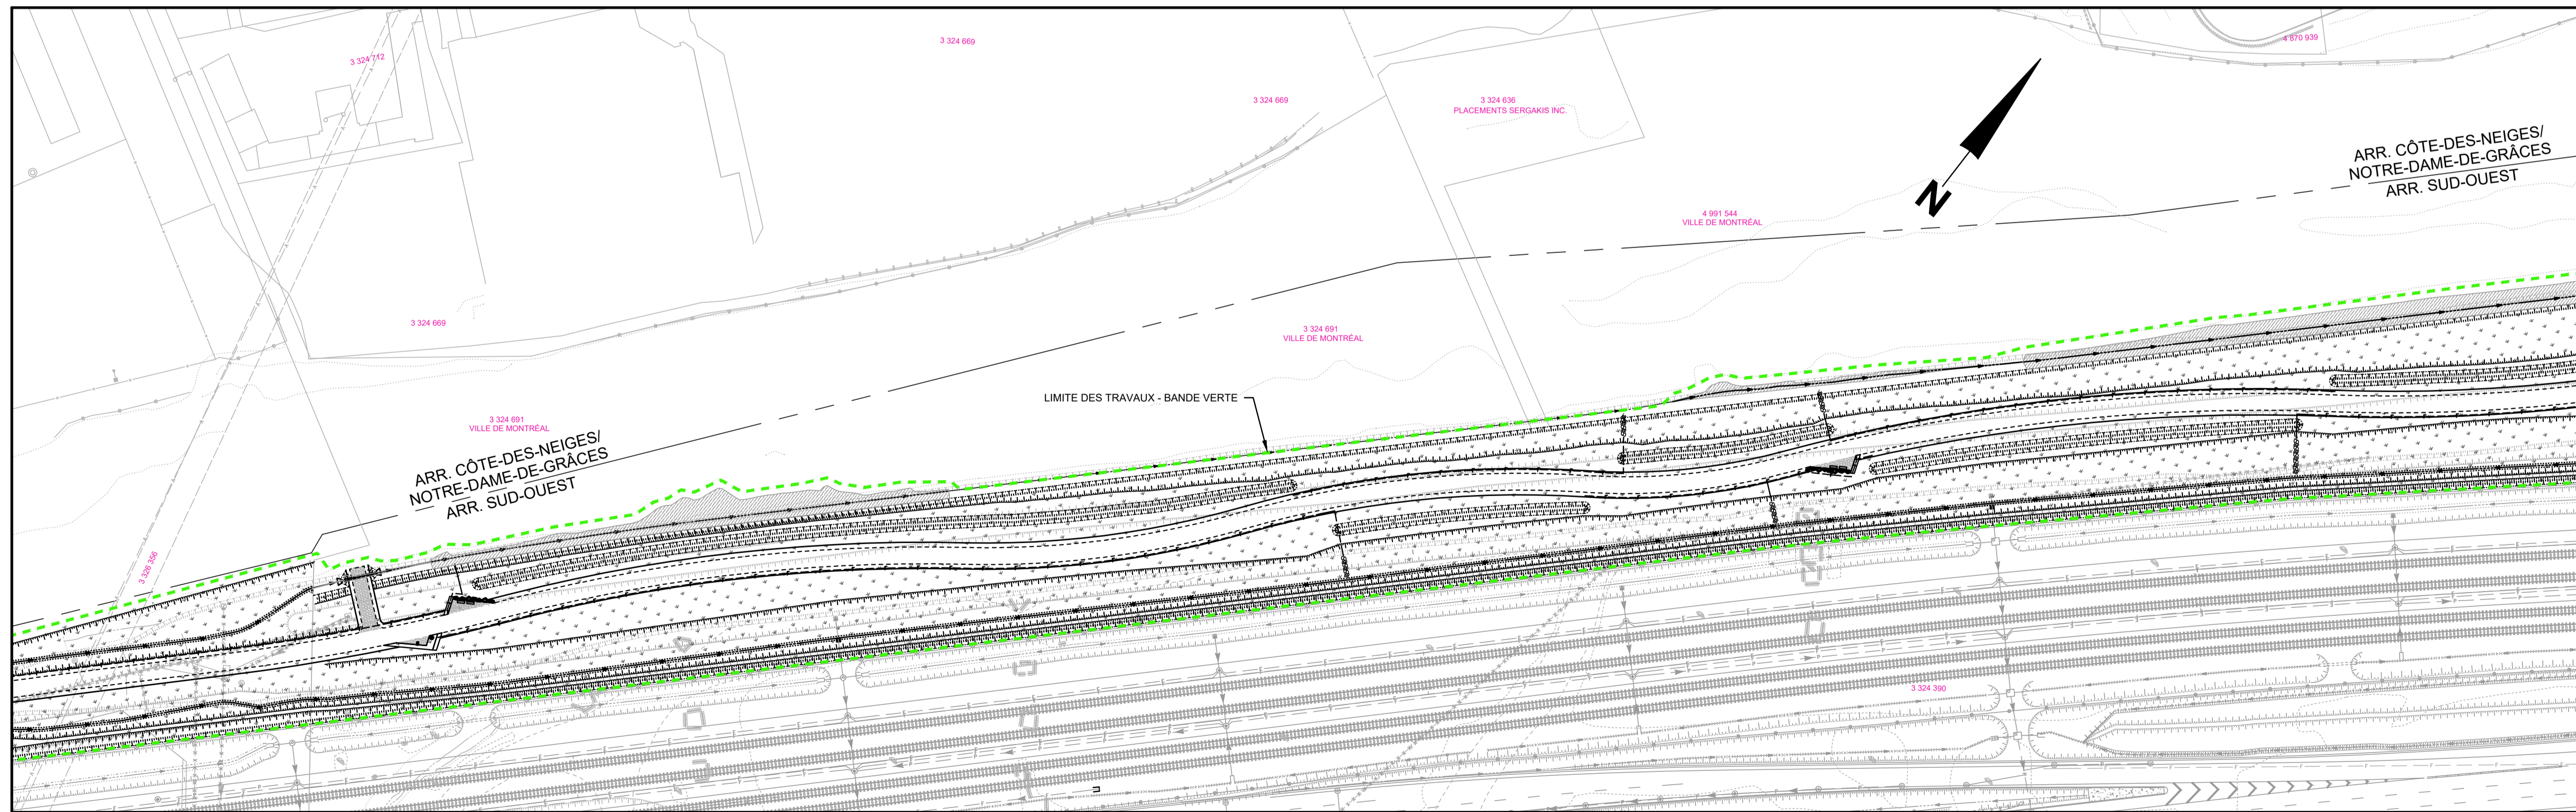 3 324 712
3 324 669
3 324 669
3 324 636
PLACEMENTS SERGAKIS INC.
4 870 939
N
ARR. CÔTE-DES-NEIGES/
NOTRE-DAME-DE-GRÂCES
ARR. SUD-OUEST
4 991 544
VILLE DE MONTRÉAL
3 324 669
3 324 691
VILLE DE MONTRÉAL
LIMITE DES TRAVAUX - BANDE VERTE
3 324 691
VILLE DE MONTRÉAL
ARR. CÔTE-DES-NEIGES/
NOTRE-DAME-DE-GRÂCES
ARR. SUD-OUEST
3 326 356
3 324 390